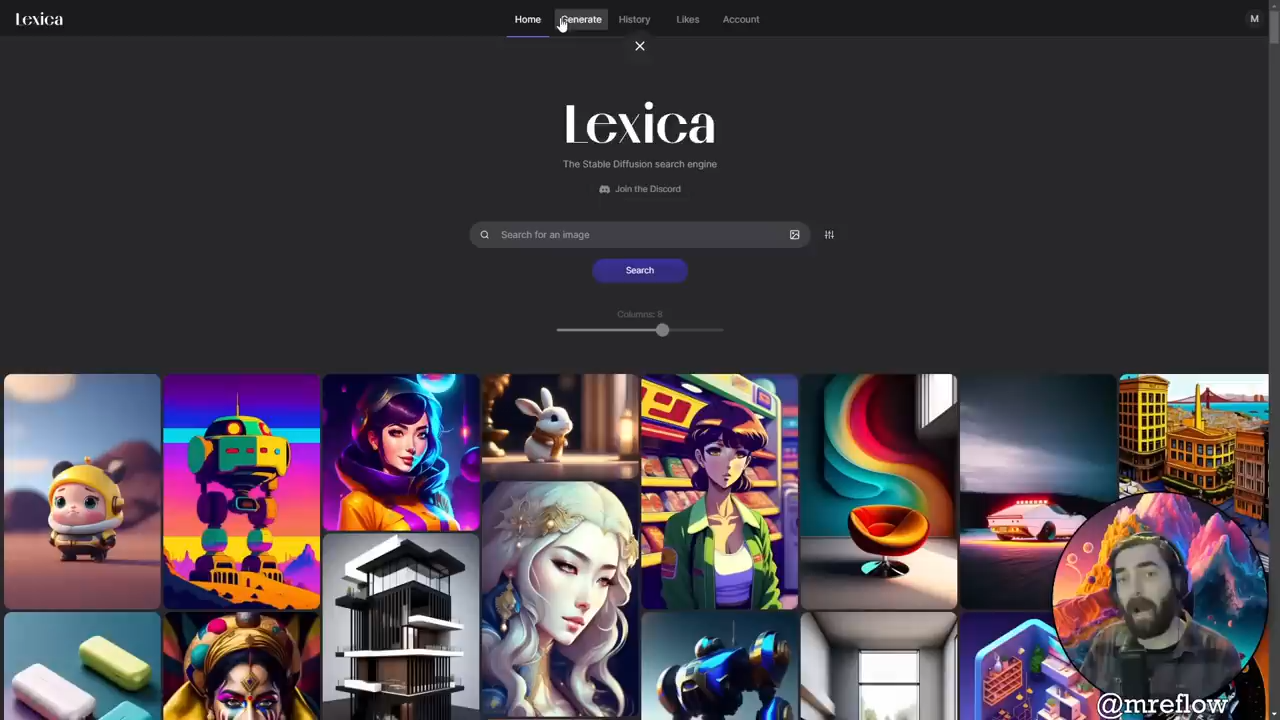 Lexica
Home
Generate
History
Likes
Account
M
Lexica
The Stable Diffusion search engine
Join the Discord
Search for an image
Search
Columns: 8
@mreflow